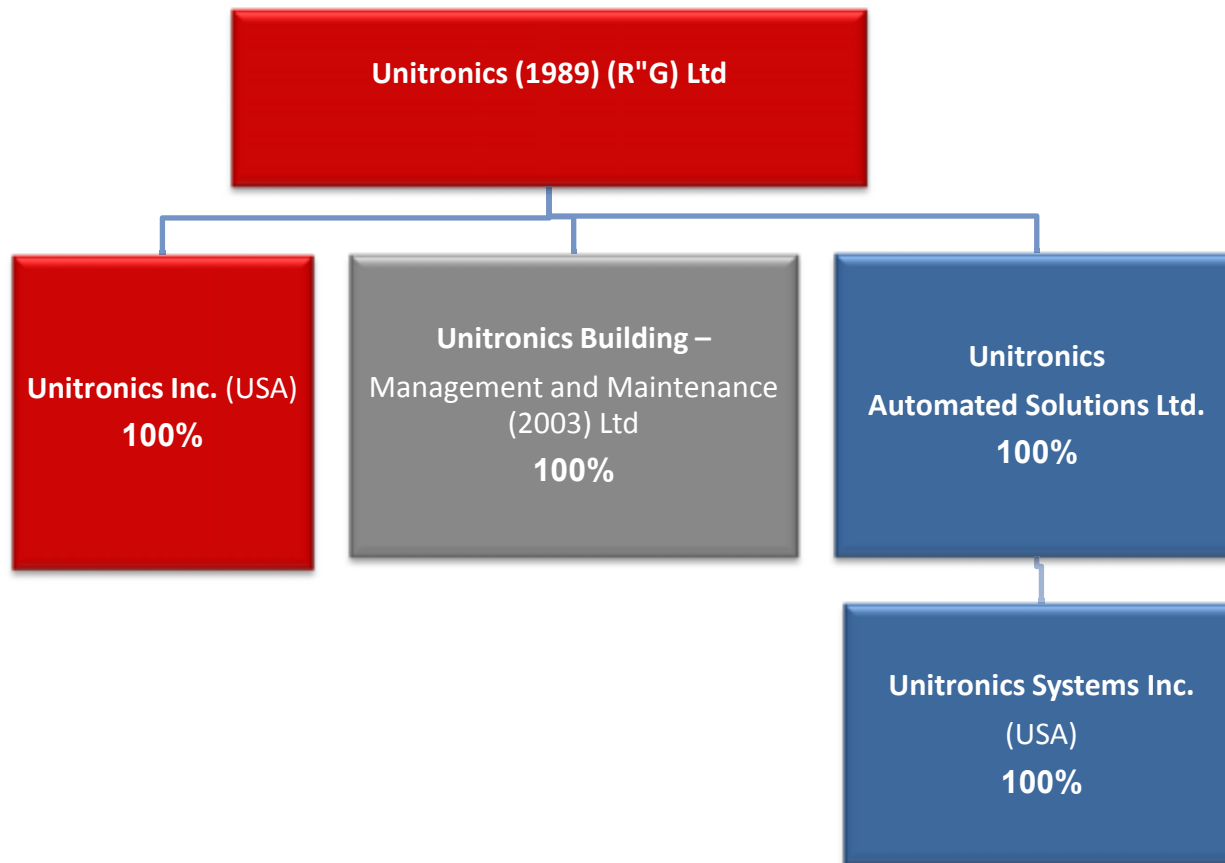 Unitronics (1989) (R"G) Ltd
Unitronics Inc. (USA)
100%
Unitronics Building –
Management and Maintenance
(2003) Ltd
100%
Unitronics
Automated Solutions Ltd.
100%
Unitronics Systems Inc.
(USA)
100%